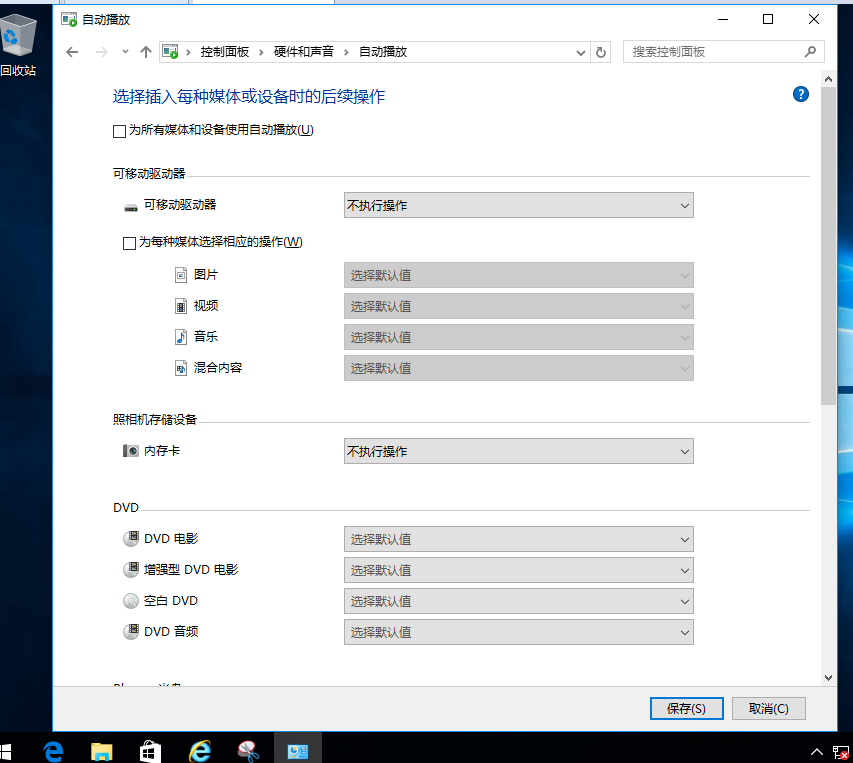 自动播放
回收站
控制面板 硬件和声音 自动播放
搜索控制面板
选择插入每种媒体或设备时的后续操作
为所有媒体和设备使用自动播放(U)
可移动驱动器
可移动驱动器 不执行操作
为每种媒体选择相应的操作(W)
图片 选择默认值
视频 选择默认值
音乐 选择默认值
混合内容 选择默认值
照相机存储设备
内存卡 不执行操作
DVD
DVD 电影 选择默认值
增强型 DVD 电影 选择默认值
空白 DVD 选择默认值
DVD 音频 选择默认值
保存(S) 取消(C)